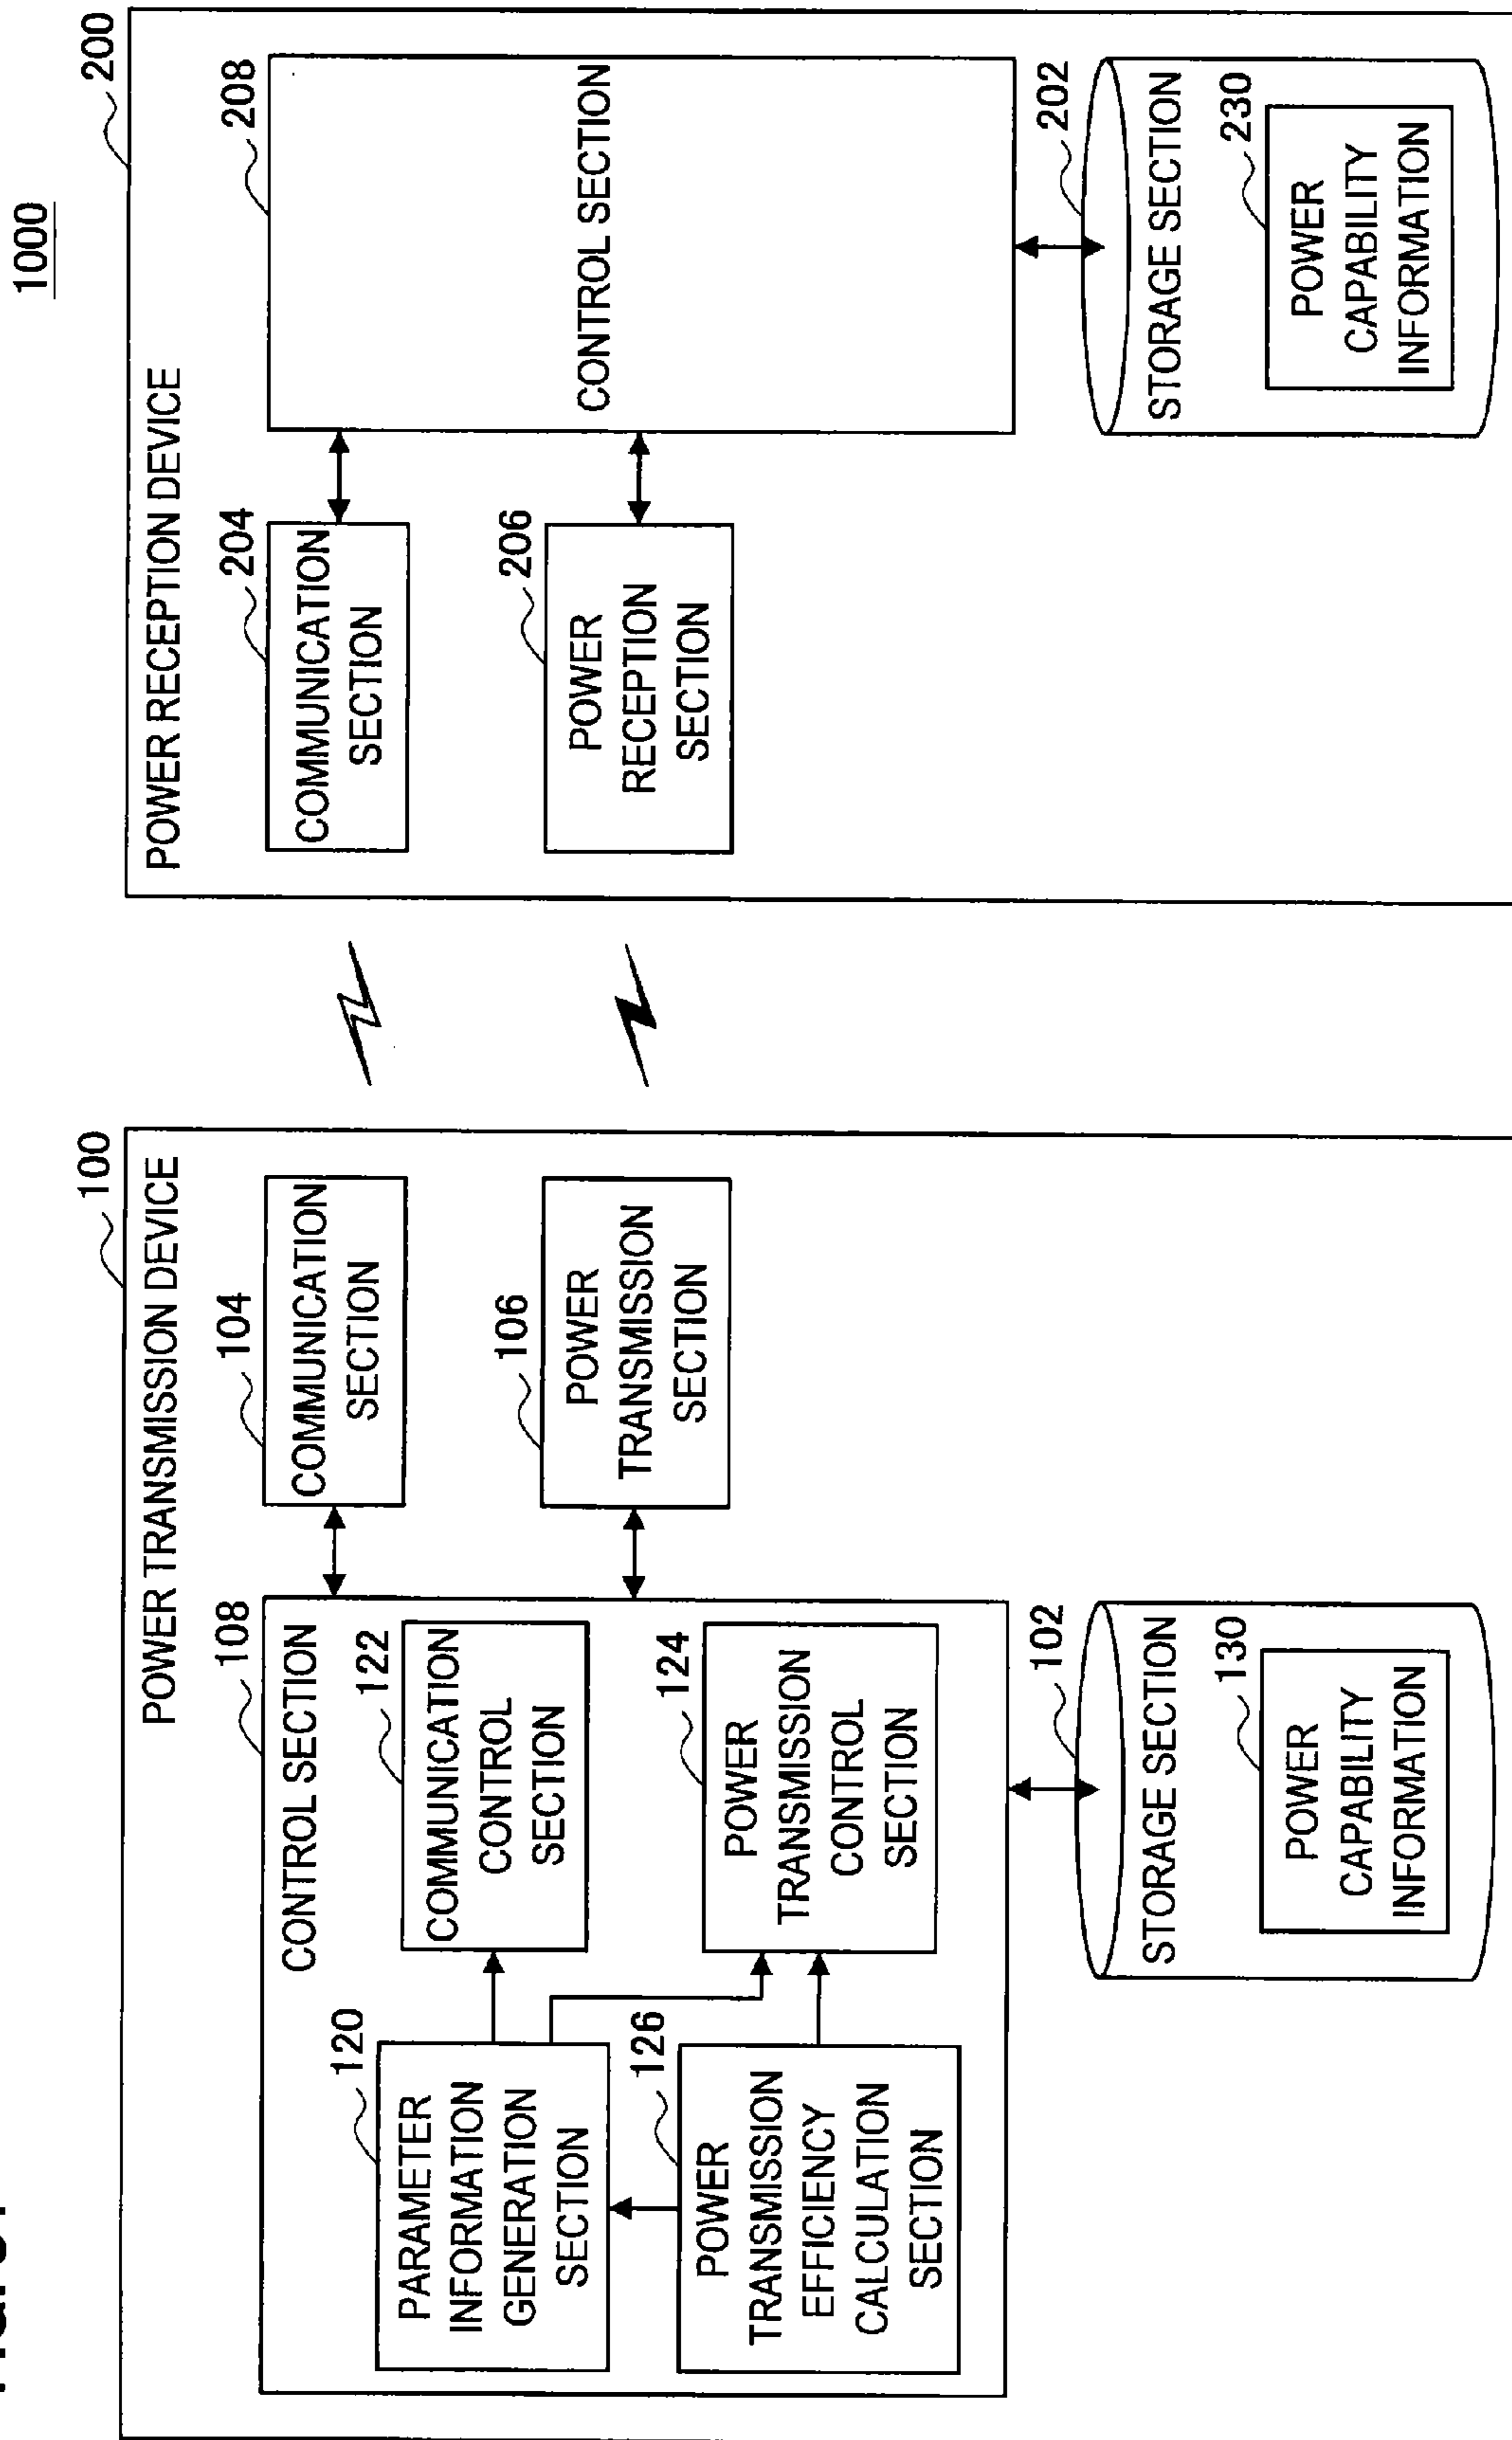 1000
100
POWER TRANSMISSION DEVICE
108
CONTROL SECTION
120
PARAMETER
INFORMATION
GENERATION
SECTION
122
COMMUNICATION
CONTROL
SECTION
126
POWER
TRANSMISSION
EFFICIENCY
CALCULATION
SECTION
124
POWER
TRANSMISSION
CONTROL
SECTION
104
COMMUNICATION
SECTION
106
POWER
TRANSMISSION
SECTION
102
STORAGE SECTION
130
POWER
CAPABILITY
INFORMATION
200
POWER RECEPTION DEVICE
204
COMMUNICATION
SECTION
206
POWER
RECEPTION
SECTION
208
CONTROL SECTION
202
STORAGE SECTION
230
POWER
CAPABILITY
INFORMATION